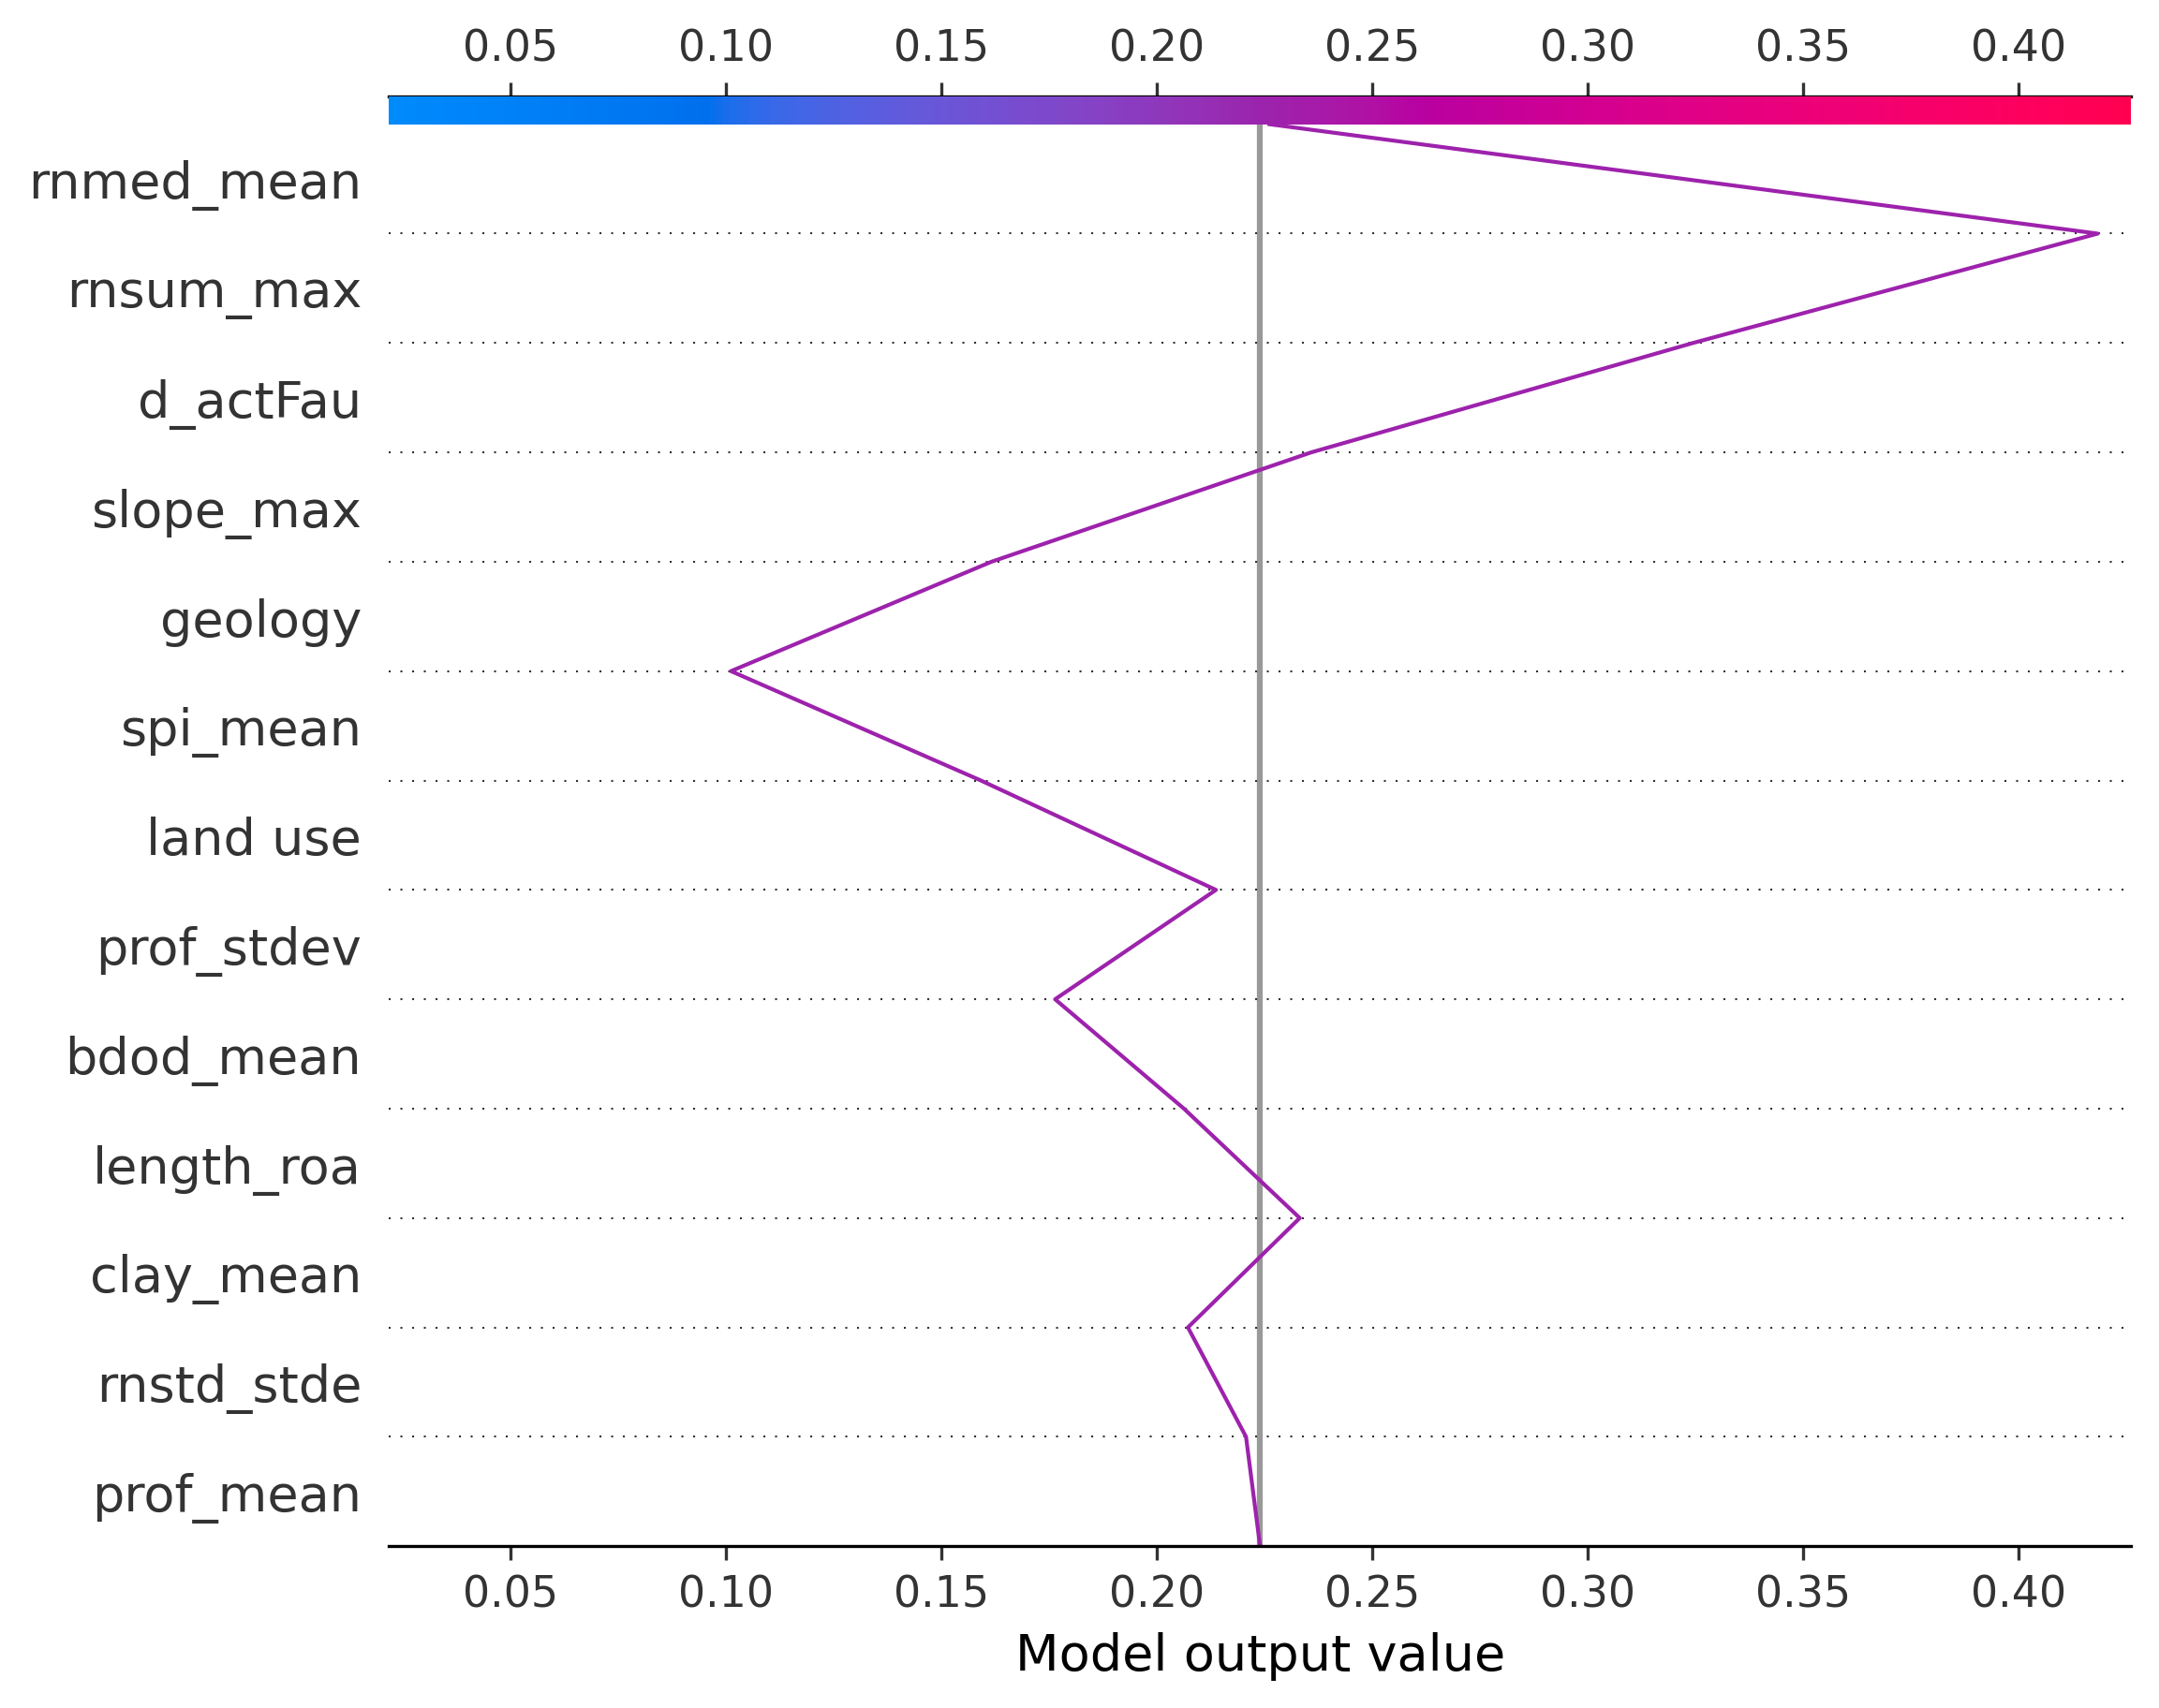 0.05 0.10 0.15 0.20 0.25 0.30 0.35 0.40
rnmed_mean
rnsum_max
d_actFau
slope_max
geology
spi_mean
land use
prof_stdev
bdod_mean
length_roa
clay_mean
rnstd_stde
prof_mean
0.05 0.10 0.15 0.20 0.25 0.30 0.35 0.40
Model output value